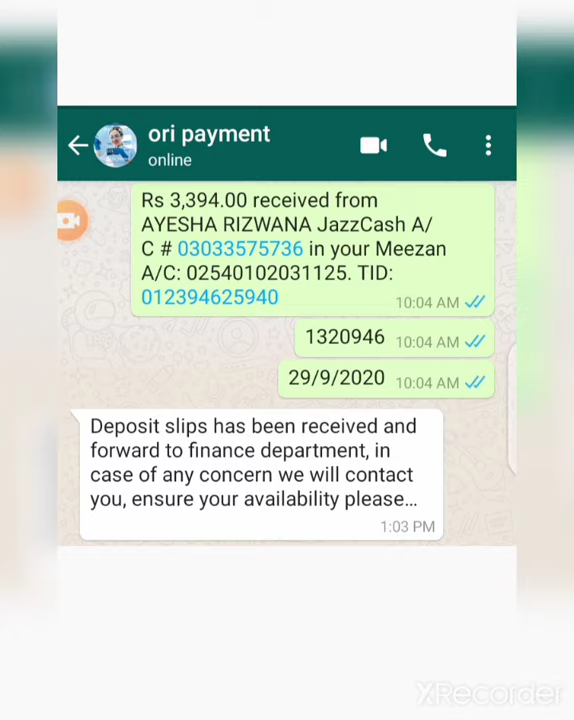 ori payment
online
Rs 3,394.00 received from
AYESHA RIZWANA JazzCash A/
C # 03033575736 in your Meezan
A/C: 02540102031125. TID:
012394625940
10:04 AM
1320946 10:04 AM
29/9/2020 10:04 AM
Deposit slips has been received and
forward to finance department, in
case of any concern we will contact
you, ensure your availability please...
1:03 PM
XRecorder